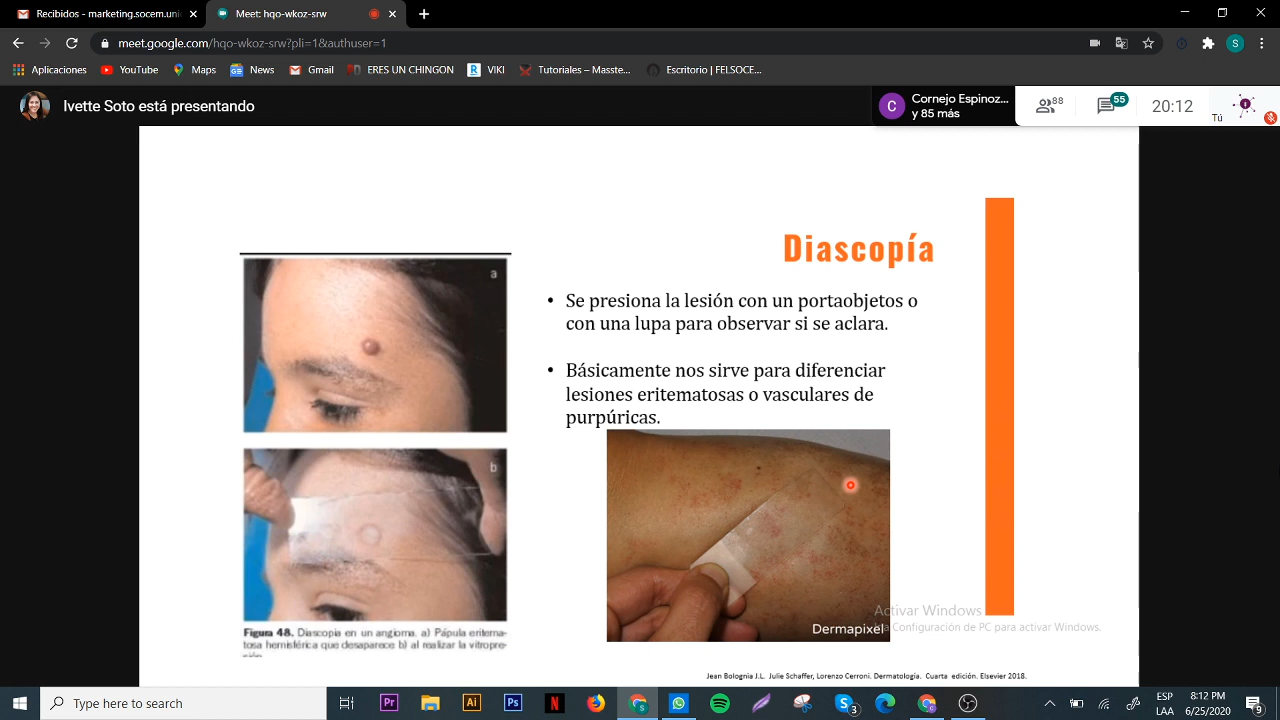 Recibidos - marketingsommer.c
Meet: hqo-wkoz-srw
meet.google.com/hqo-wkoz-srw?pli=1&authuser=1
Aplicaciones
YouTube
Maps
News
Gmail
ERES UN CHINGON
VIKI
Tutoriales – Maste...
Escritorio | FELSOCE...
Ivette Soto está presentando
C
Cornejo Espinoz...
y 85 más
88
55
20:12
Tú
Diascopía
a
• Se presiona la lesión con un portaobjetos o
con una lupa para observar si se aclara.
• Básicamente nos sirve para diferenciar
lesiones eritematosas o vasculares de
purpúricas.
b
Dermapixel
Figura 48. Diascopia en un angioma. a) Pápula eritema-
tosa hemisférica que desaparece b) al realizar la vitropre-
Activar Windows
Configuración de PC para activar Windows.
Jean Bolognia J.L. Julie Schaffer, Lorenzo Cerroni. Dermatología. Cuarta edición. Elsevier 2018.
Type here to search
Pr
Ai
Ps
N
ESP
LAA
8:12 PM
6/25/2020